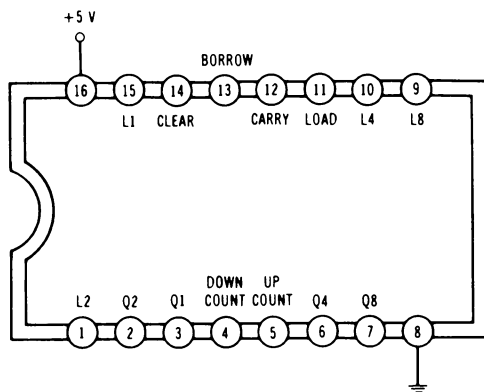 +5 V
BORROW
16 15 14 13 12 11 10 9
L1 CLEAR CARRY LOAD L4 L8
DOWN UP
L2 Q2 Q1 COUNT COUNT Q4 Q8
1 2 3 4 5 6 7 8